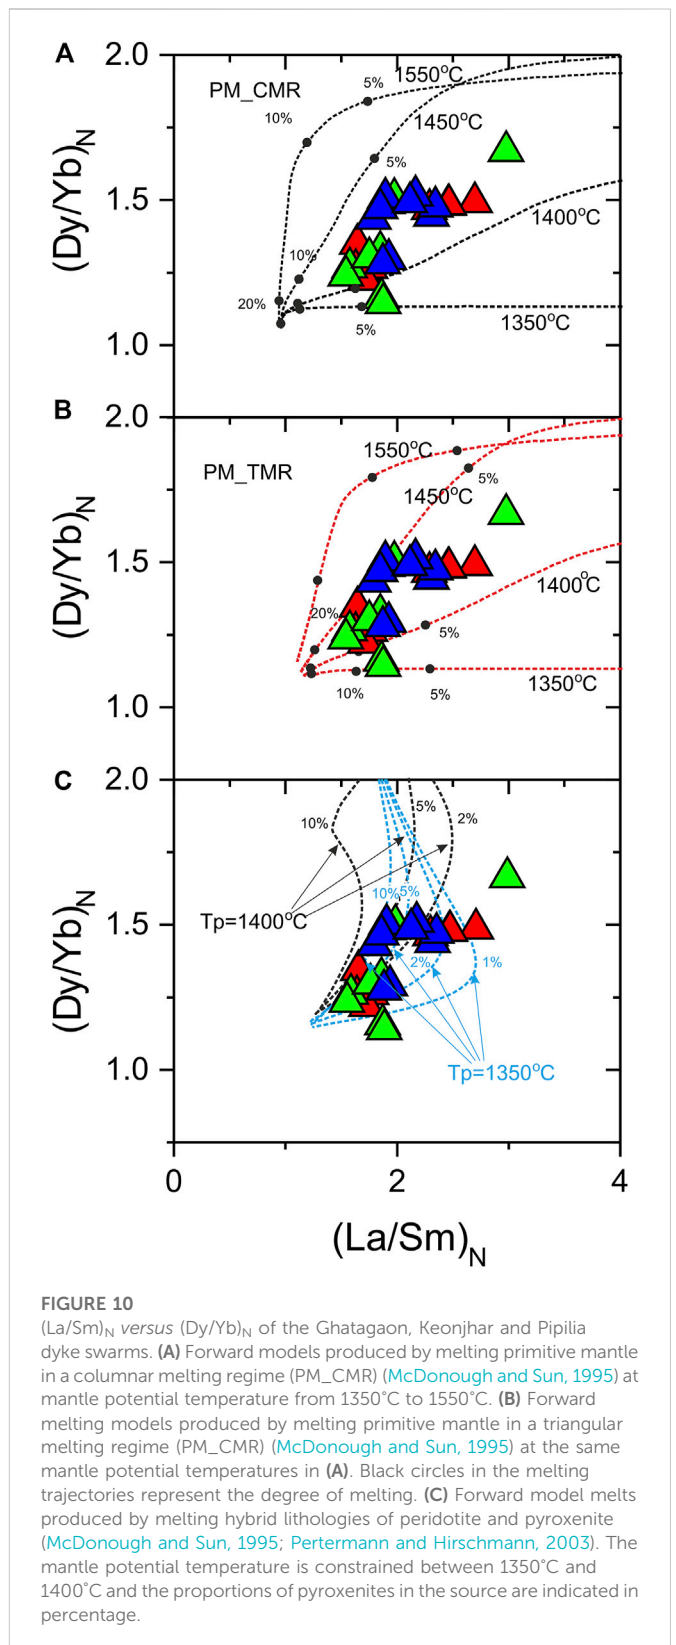 A
2.0
1550°C
PM_CMR
5%
10%
1450°C
5%
(Dy/Yb)N
1.5
1400°C
10%
20%
5%
1350°C
1.0
B
2.0
1550°C
PM_TMR
5%
1450°C
(Dy/Yb)N
1.5
1400°C
20%
5%
1350°C
10%
5%
1.0
C
2.0
10%
5%
2%
10%
5%
Tp=1400°C
(Dy/Yb)N
1.5
2%
1%
Tp=1350°C
1.0
0
2
4
(La/Sm)N
FIGURE 10
(La/Sm)N versus (Dy/Yb)N of the Ghatagaon, Keonjhar and Pipilia
dyke swarms. (A) Forward models produced by melting primitive mantle
in a columnar melting regime (PM_CMR) (McDonough and Sun, 1995) at
mantle potential temperature from 1350˚C to 1550˚C. (B) Forward
melting models produced by melting primitive mantle in a triangular
melting regime (PM_CMR) (McDonough and Sun, 1995) at the same
mantle potential temperatures in (A). Black circles in the melting
trajectories represent the degree of melting. (C) Forward model melts
produced by melting hybrid lithologies of peridotite and pyroxenite
(McDonough and Sun, 1995; Pertermann and Hirschmann, 2003). The
mantle potential temperature is constrained between 1350˚C and
1400˚C and the proportions of pyroxenites in the source are indicated in
percentage.